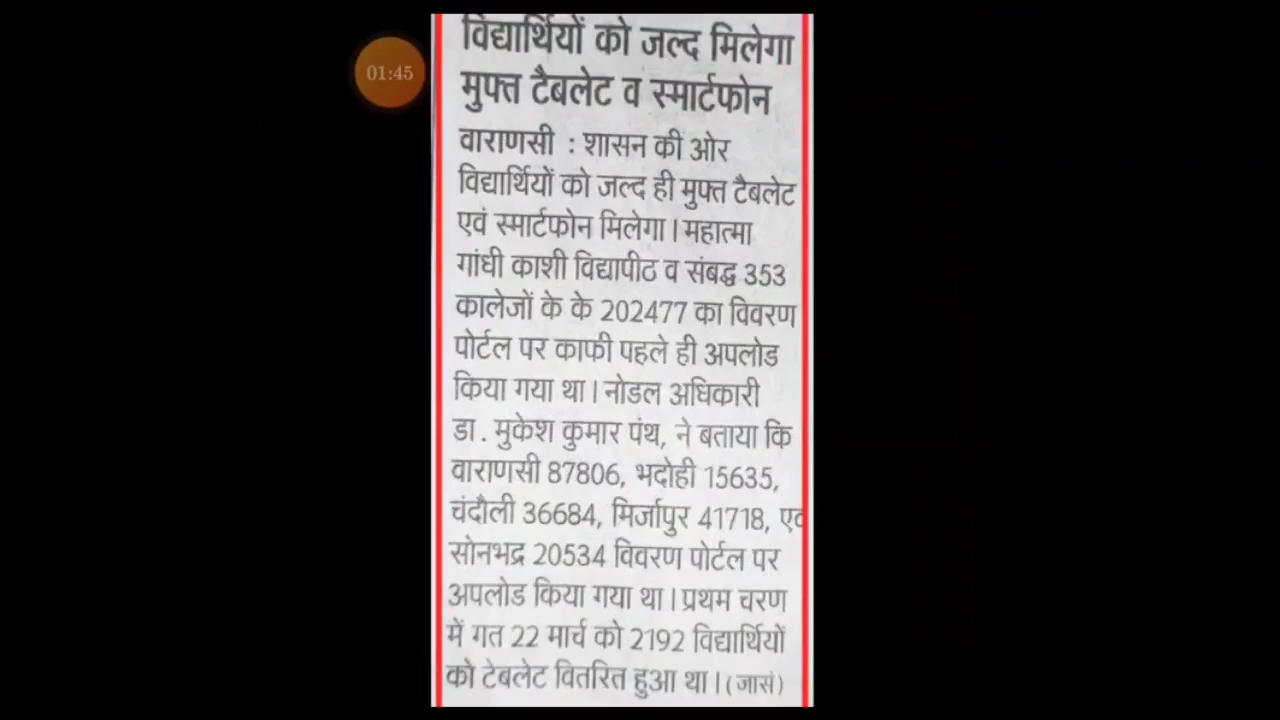 01:45
विद्यार्थियों को जल्द मिलेगा
मुफ्त टैबलेट व स्मार्टफोन
वाराणसी : शासन की ओर
विद्यार्थियों को जल्द ही मुफ्त टैबलेट
एवं स्मार्टफोन मिलेगा। महात्मा
गांधी काशी विद्यापीठ व संबद्ध 353
कालेजों के के 202477 का विवरण
पोर्टल पर काफी पहले ही अपलोड
किया गया था। नोडल अधिकारी
डा. मुकेश कुमार पंथ, ने बताया कि
वाराणसी 87806, भदोही 15635,
चंदौली 36684, मिर्जापुर 41718, एवं
सोनभद्र 20534 विवरण पोर्टल पर
अपलोड किया गया था। प्रथम चरण
में गत 22 मार्च को 2192 विद्यार्थियों
को टेबलेट वितरित हुआ था। (जासं)